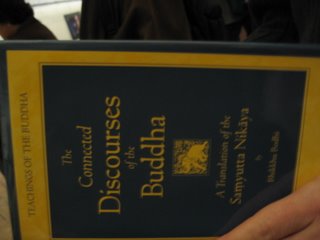 TEACHINGS OF THE BUDDHA
The
Connected
Discourses
of the
Buddha
A Translation of the
Saṃyutta Nikāya
by
Bhikkhu Bodhi